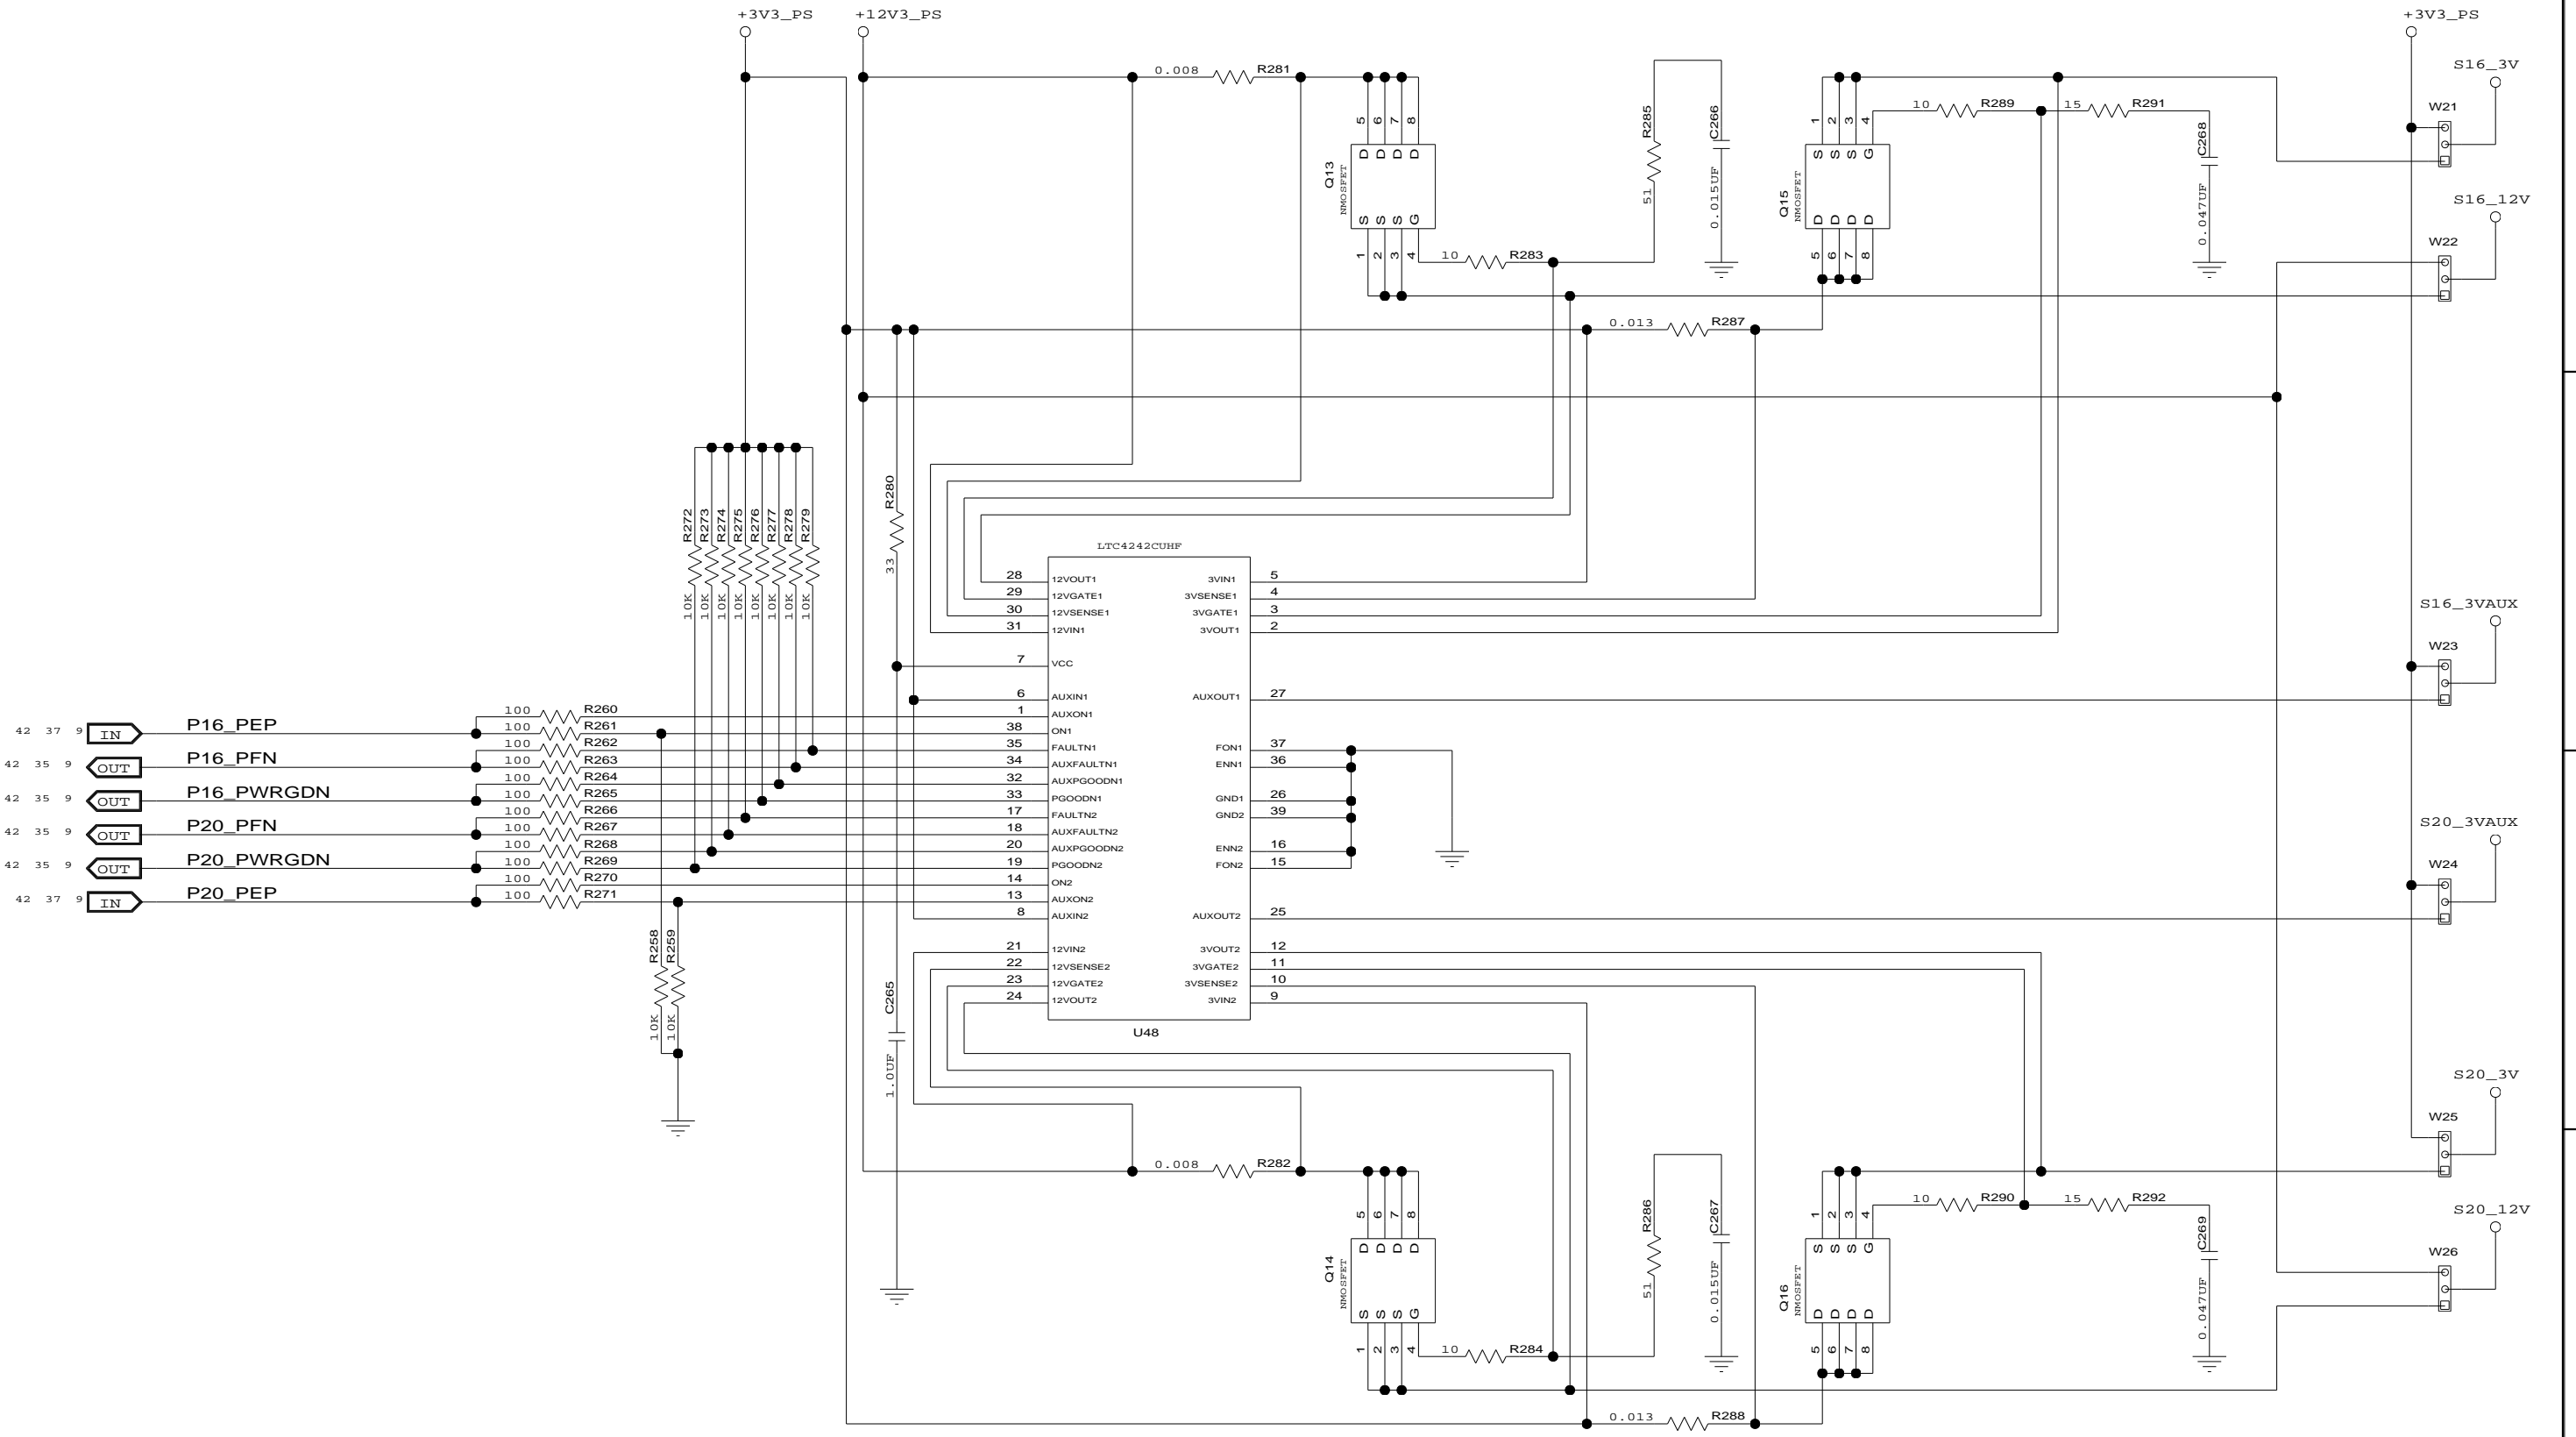 +3V3_PS
+12V3_PS
+3V3_PS
S16_3V
0.008
R281
5 6 7 8
D D D D
Q13
NMOSFET
S S S G
1 2 3 4
10
R283
R285
51
C266
0.015UF
1 2 3 4
S S S G
Q15
NMOSFET
D D D D
5 6 7 8
10
R289
15
R291
C268
0.047UF
W21
S16_12V
W22
0.013
R287
R272
R273
R274
R275
R276
R277
R278
R279
10K
10K
10K
10K
10K
10K
10K
10K
R280
33
LTC4242CUHF
28 12VOUT1
29 12VGATE1
30 12VSENSE1
31 12VIN1
7 VCC
6 AUXIN1
1 AUXON1
38 ON1
35 FAULTN1
34 AUXFAULTN1
32 AUXPGOODN1
33 PGOODN1
17 FAULTN2
18 AUXFAULTN2
20 AUXPGOODN2
19 PGOODN2
14 ON2
13 AUXON2
8 AUXIN2
21 12VIN2
22 12VSENSE2
23 12VGATE2
24 12VOUT2
3VIN1 5
3VSENSE1 4
3VGATE1 3
3VOUT1 2
AUXOUT1 27
FON1 37
ENN1 36
GND1 26
GND2 39
ENN2 16
FON2 15
AUXOUT2 25
3VOUT2 12
3VGATE2 11
3VSENSE2 10
3VIN2 9
U48
S16_3VAUX
W23
S20_3VAUX
W24
42 37 9 IN P16_PEP
42 35 9 OUT P16_PFN
42 35 9 OUT P16_PWRGDN
42 35 9 OUT P20_PFN
42 35 9 OUT P20_PWRGDN
42 37 9 IN P20_PEP
100 R260
100 R261
100 R262
100 R263
100 R264
100 R265
100 R266
100 R267
100 R268
100 R269
100 R270
100 R271
R258
R259
10K
10K
C265
1.0UF
0.008
R282
5 6 7 8
D D D D
Q14
NMOSFET
S S S G
1 2 3 4
10
R284
R286
51
C267
0.015UF
1 2 3 4
S S S G
Q16
NMOSFET
D D D D
5 6 7 8
10
R290
15
R292
C269
0.047UF
S20_3V
W25
S20_12V
W26
0.013
R288